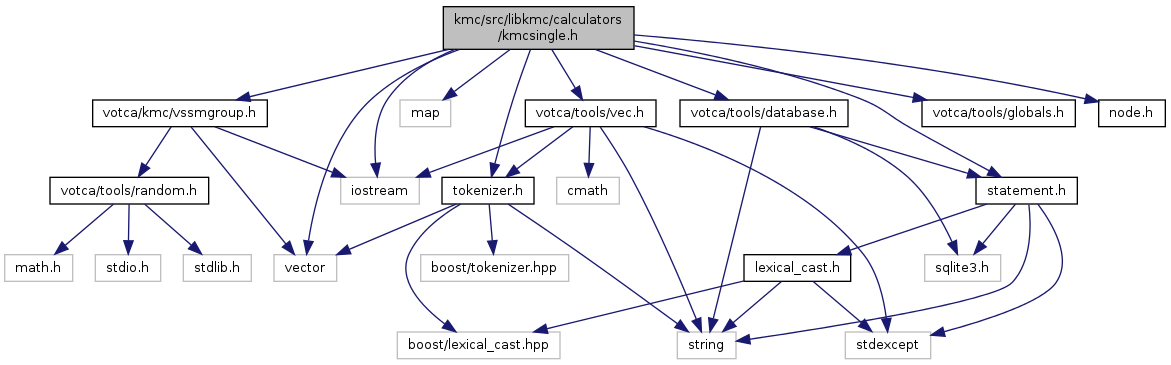 kmc/src/libkmc/calculators
/kmcsingle.h
votca/kmc/vssmgroup.h
map
votca/tools/vec.h
votca/tools/database.h
votca/tools/globals.h
node.h
votca/tools/random.h
iostream
tokenizer.h
cmath
statement.h
math.h
stdio.h
stdlib.h
vector
boost/tokenizer.hpp
lexical_cast.h
sqlite3.h
boost/lexical_cast.hpp
string
stdexcept